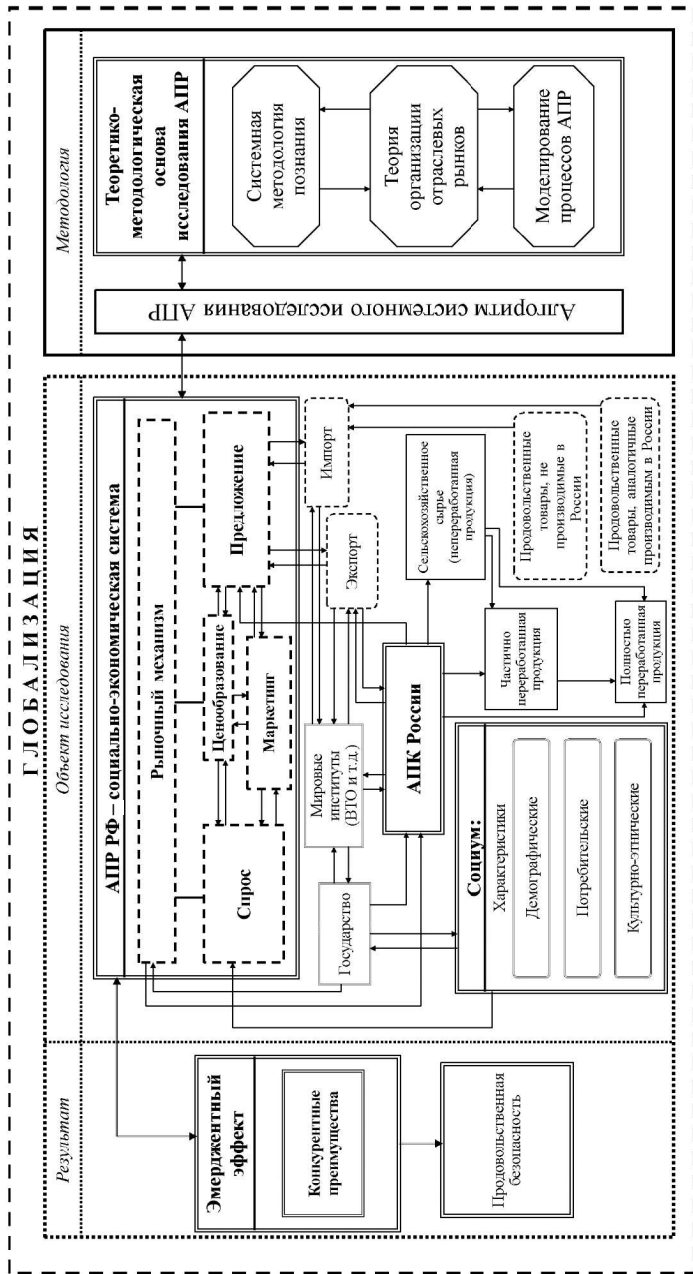 ГЛОБАЛИЗАЦИЯ
Результат
Эмерджентный
эффект
Конкурентные
преимущества
Продовольственная
безопасность
Объект исследования
АПР РФ – социально-экономическая система
Рыночный механизм
Спрос
Ценообразование
Маркетинг
Предложение
Государство
Мировые
институты
(ВТО и т.д.)
Экспорт
Импорт
АПК России
Социум:
Характеристики
Демографические
Потребительские
Культурно-этнические
Сельскохозяйственное
сырье
(непереработанная
продукция)
Частично
переработанная
продукция
Полностью
переработанная
продукция
Продовольственные
товары, не
производимые в
России
Продовольственные
товары, аналогичные
производимым в России
Методология
Алгоритм системного исследования АПР
Теоретико-
методологическая
основа
исследования АПР
Системная
методология
познания
Теория
организации
отраслевых
рынков
Моделирование
процессов АПР